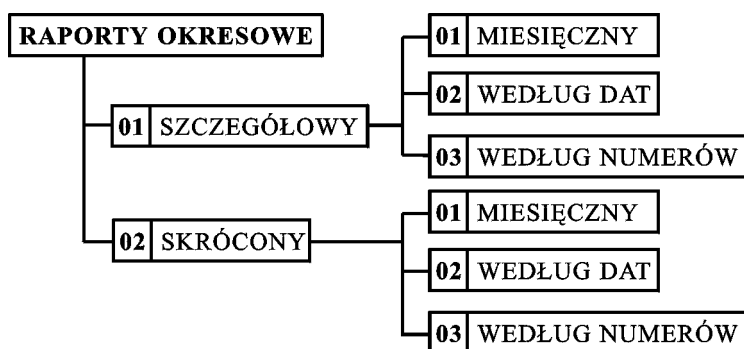 RAPORTY OKRESOWE
01 SZCZEGÓŁOWY
01 MIESIĘCZNY
02 WEDŁUG DAT
03 WEDŁUG NUMERÓW
02 SKRÓCONY
01 MIESIĘCZNY
02 WEDŁUG DAT
03 WEDŁUG NUMERÓW